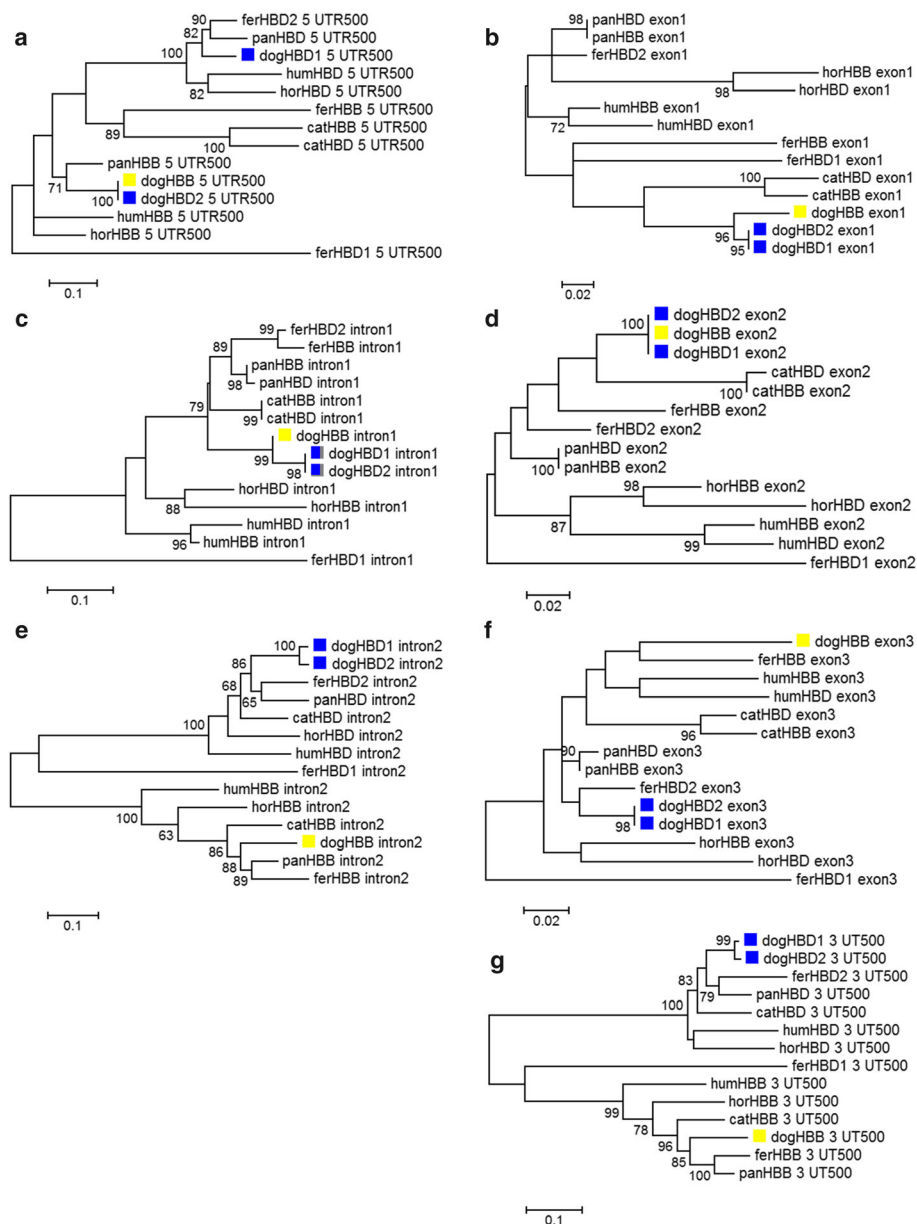 a
90
ferHBD2 5 UTR500
82
panHBD 5 UTR500
100
dogHBD1 5 UTR500
humHBD 5 UTR500
82
horHBD 5 UTR500
ferHBB 5 UTR500
89
catHBB 5 UTR500
100
catHBD 5 UTR500
panHBB 5 UTR500
71
dogHBB 5 UTR500
100
dogHBD2 5 UTR500
humHBB 5 UTR500
horHBB 5 UTR500
ferHBD1 5 UTR500
0.1
b
98
panHBD exon1
panHBB exon1
ferHBD2 exon1
horHBB exon1
98
horHBD exon1
humHBB exon1
72
humHBD exon1
ferHBB exon1
ferHBD1 exon1
100
catHBD exon1
catHBB exon1
dogHBB exon1
96
dogHBD2 exon1
95
dogHBD1 exon1
0.02
c
99
ferHBD2 intron1
89
ferHBB intron1
panHBB intron1
98
panHBD intron1
79
catHBB intron1
99
catHBD intron1
dogHBB intron1
99
dogHBD1 intron1
98
dogHBD2 intron1
horHBD intron1
88
horHBB intron1
humHBD intron1
96
humHBB intron1
ferHBD1 intron1
0.1
d
100
dogHBD2 exon2
dogHBB exon2
dogHBD1 exon2
catHBD exon2
100
catHBB exon2
ferHBB exon2
ferHBD2 exon2
panHBD exon2
100
panHBB exon2
98
horHBB exon2
horHBD exon2
87
humHBB exon2
99
humHBD exon2
ferHBD1 exon2
0.02
e
100
dogHBD1 intron2
86
dogHBD2 intron2
68
ferHBD2 intron2
65
panHBD intron2
100
catHBD intron2
horHBD intron2
humHBD intron2
ferHBD1 intron2
humHBB intron2
100
horHBB intron2
63
catHBB intron2
86
dogHBB intron2
88
panHBB intron2
89
ferHBB intron2
0.1
f
dogHBB exon3
ferHBB exon3
humHBB exon3
humHBD exon3
catHBD exon3
96
catHBB exon3
90
panHBD exon3
panHBB exon3
ferHBD2 exon3
dogHBD2 exon3
98
dogHBD1 exon3
horHBB exon3
horHBD exon3
ferHBD1 exon3
0.02
g
99
dogHBD1 3 UT500
dogHBD2 3 UT500
83
ferHBD2 3 UT500
79
panHBD 3 UT500
100
catHBD 3 UT500
humHBD 3 UT500
horHBD 3 UT500
ferHBD1 3 UT500
humHBB 3 UT500
99
horHBB 3 UT500
78
catHBB 3 UT500
96
dogHBB 3 UT500
85
ferHBB 3 UT500
100
panHBB 3 UT500
0.1